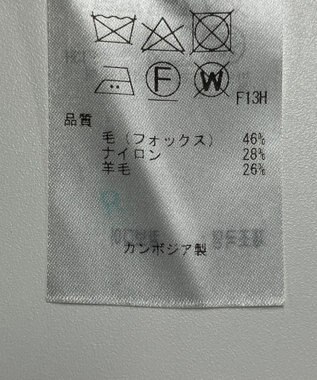 F
W
F13H
品質
毛（フォックス） 46%
ナイロン 28%
羊毛 26%
カンボジア製